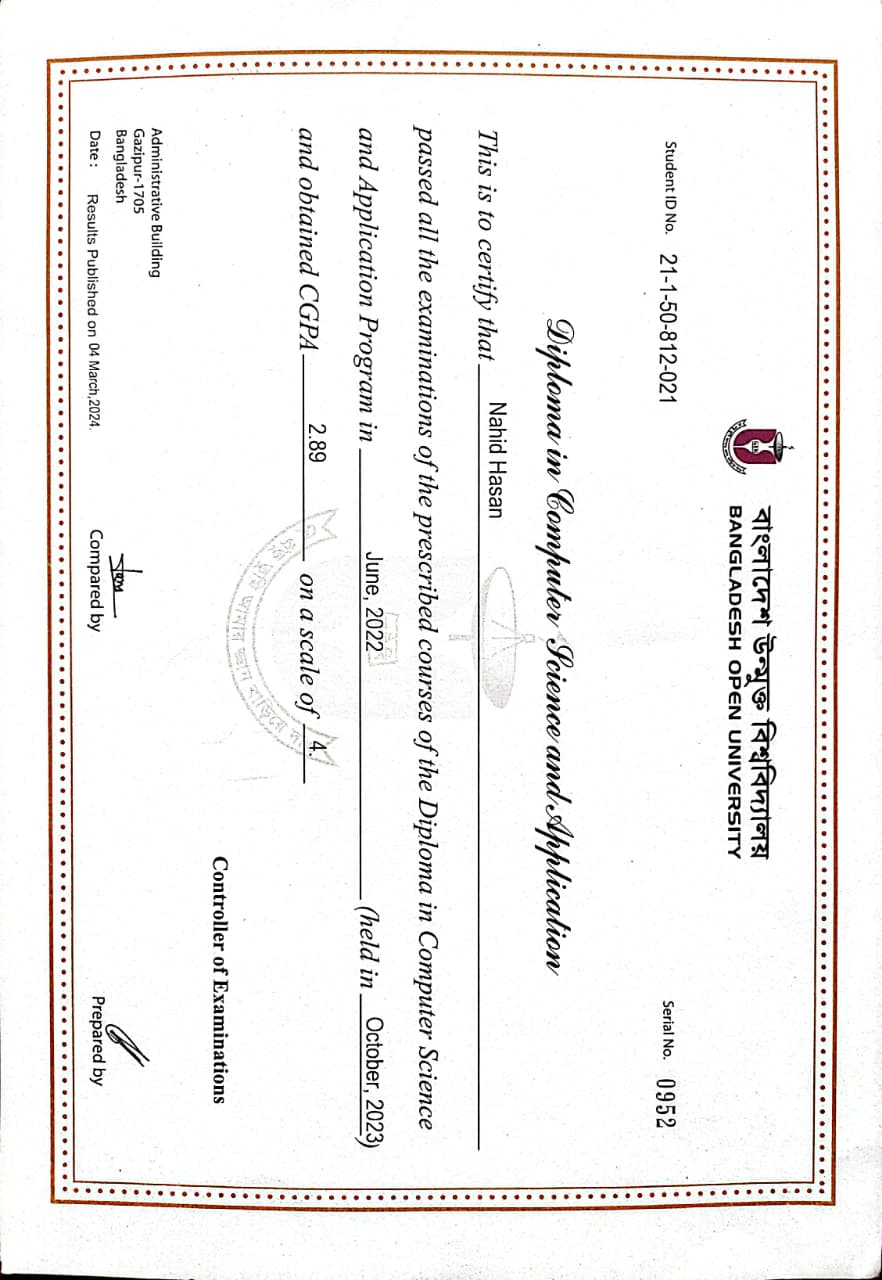 বাংলাদেশ উন্মুক্ত বিশ্ববিদ্যালয়
BANGLADESH OPEN UNIVERSITY
Student ID No. 21-1-50-812-021
Serial No. 0952
Diploma in Computer Science and Application
This is to certify that Nahid Hasan
passed all the examinations of the prescribed courses of the Diploma in Computer Science
and Application Program in June, 2022 (held in October, 2023)
and obtained CGPA 2.89 on a scale of 4.
Controller of Examinations
Administrative Building
Gazipur-1705
Bangladesh
Date : Results Published on 04 March,2024.
Compared by
Prepared by